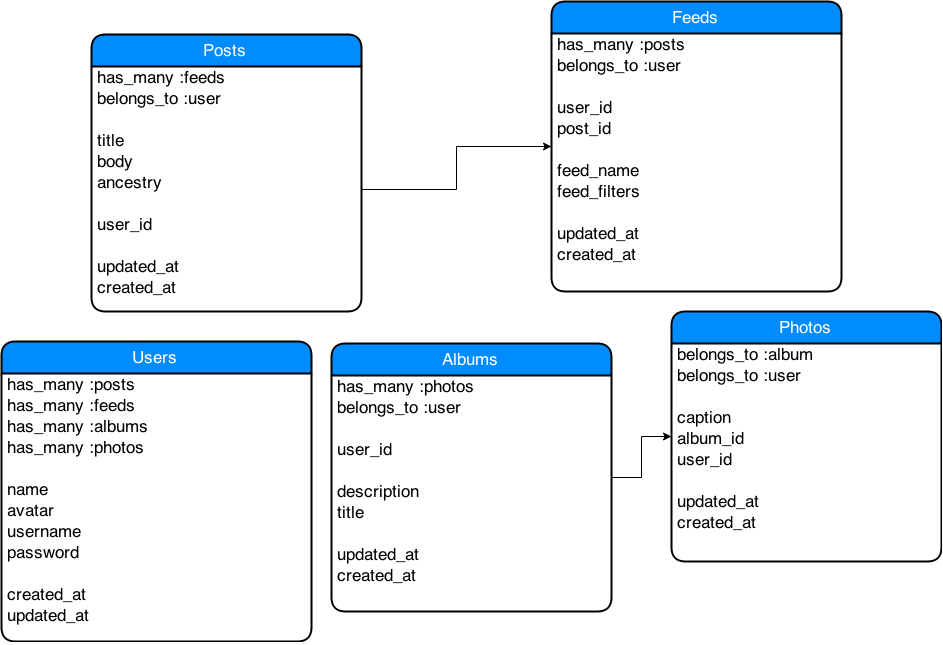 Posts
has_many :feeds
belongs_to :user
title
body
ancestry
user_id
updated_at
created_at
Feeds
has_many :posts
belongs_to :user
user_id
post_id
feed_name
feed_filters
updated_at
created_at
Users
has_many :posts
has_many :feeds
has_many :albums
has_many :photos
name
avatar
username
password
created_at
updated_at
Albums
has_many :photos
belongs_to :user
user_id
description
title
updated_at
created_at
Photos
belongs_to :album
belongs_to :user
caption
album_id
user_id
updated_at
created_at